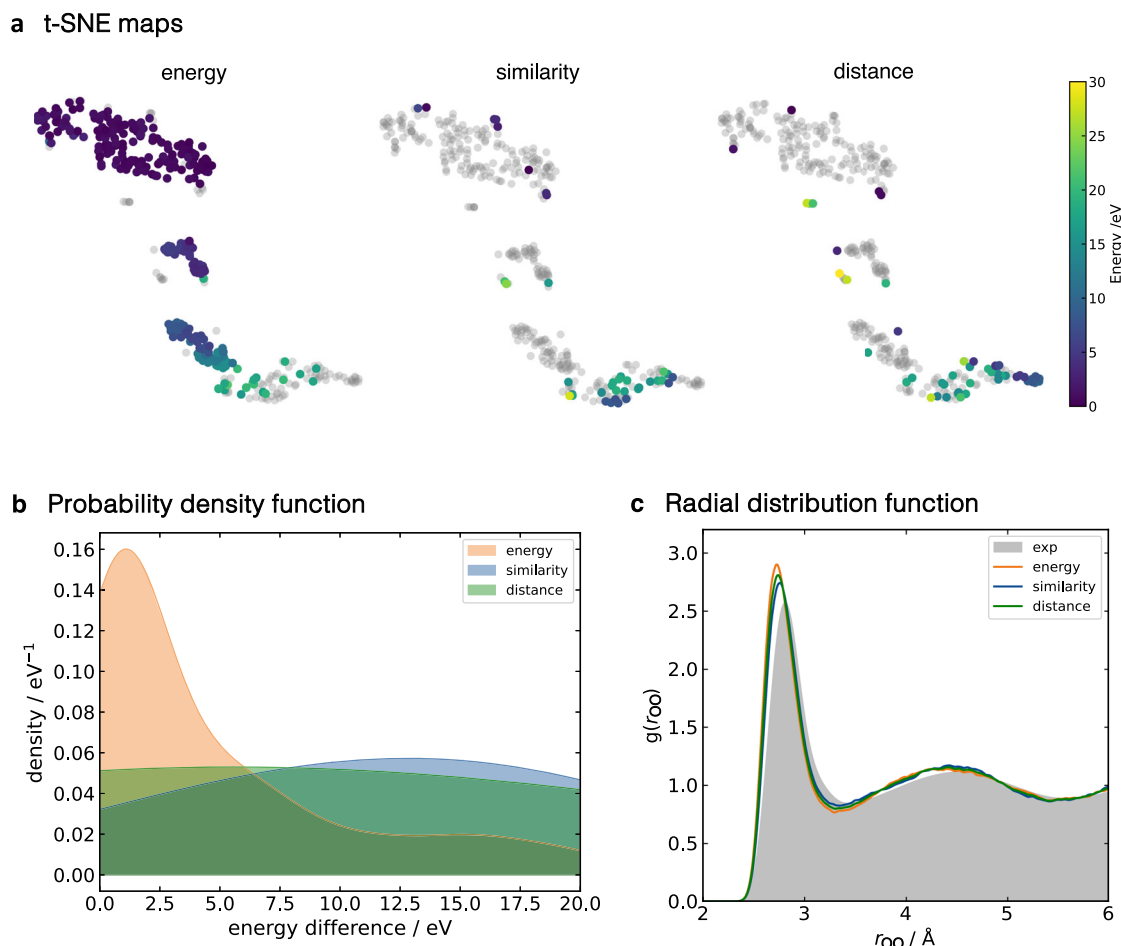 a t-SNE maps
energy
similarity
distance
30
25
20
15
10
5
0
Energy /eV
b Probability density function
0.16
0.14
0.12
0.10
0.08
0.06
0.04
0.02
0.00
density / eV⁻¹
energy
similarity
distance
0.0 2.5 5.0 7.5 10.0 12.5 15.0 17.5 20.0
energy difference / eV
c Radial distribution function
3.0
2.5
2.0
1.5
1.0
0.5
0.0
g(rOO)
exp
energy
similarity
distance
2 3 4 5 6
rOO / Å